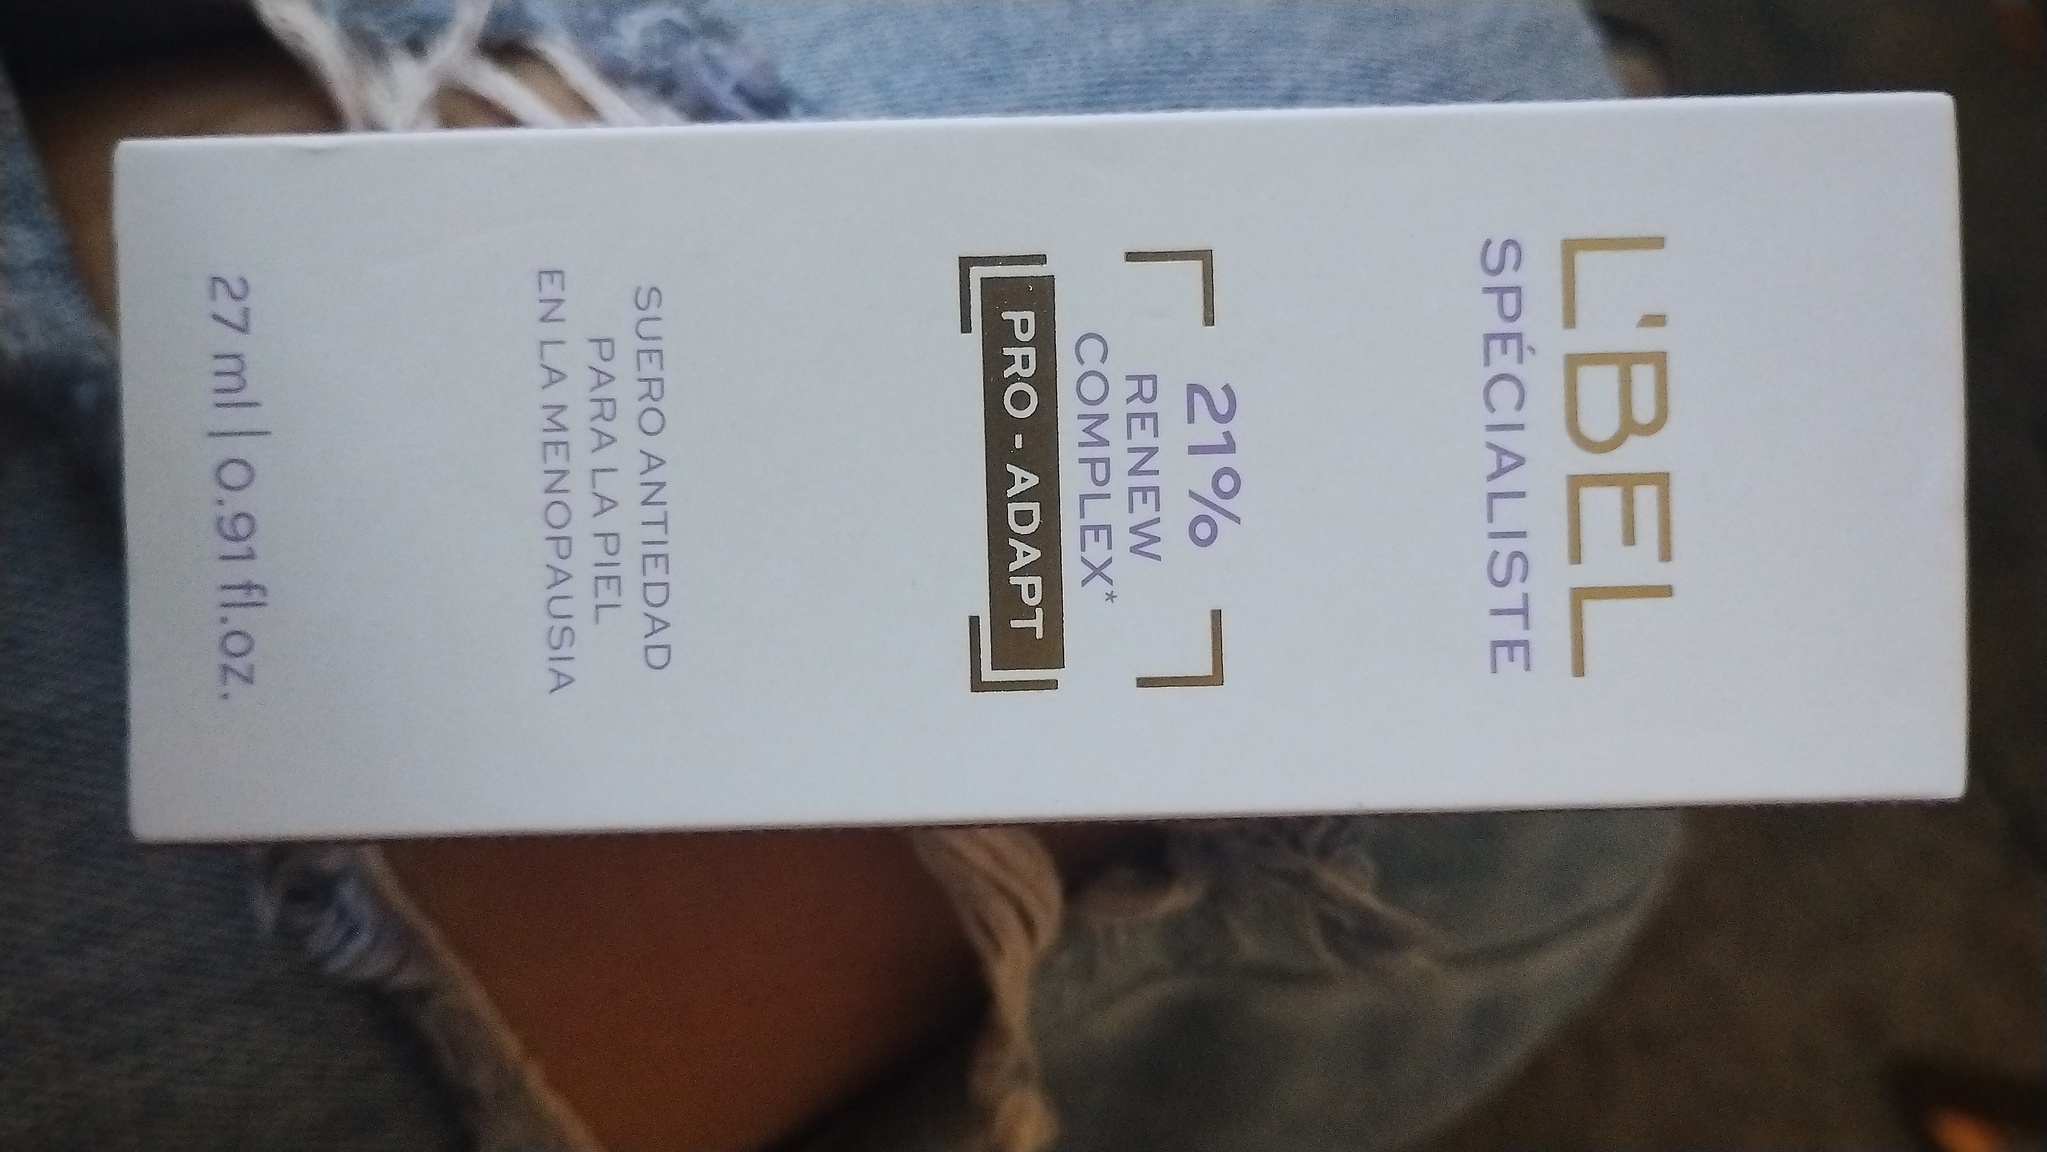 L'BEL
SPÉCIALISTE
21%
RENEW
COMPLEX*
PRO - ADAPT
SUERO ANTIEDAD
PARA LA PIEL
EN LA MENOPAUSIA
27 ml | 0.91 fl.oz.